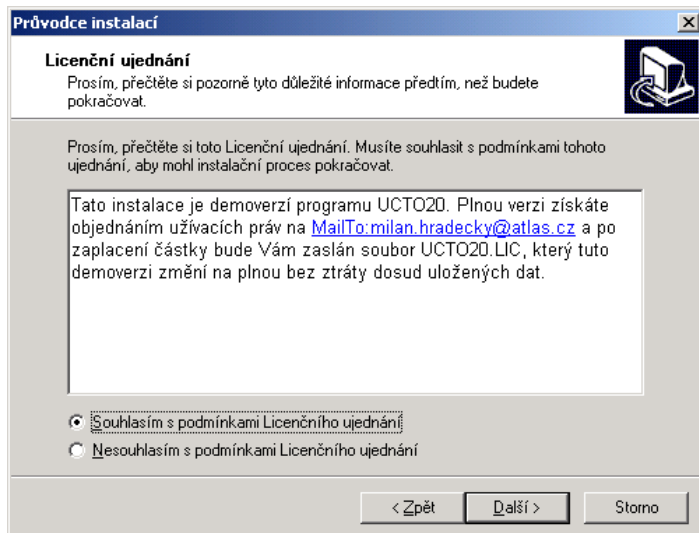 Průvodce instalací
Licenční ujednání
Prosím, přečtěte si pozorně tyto důležité informace předtím, než budete
pokračovat.
Prosím, přečtěte si toto Licenční ujednání. Musíte souhlasit s podmínkami tohoto
ujednání, aby mohl instalační proces pokračovat.
Tato instalace je demoverzí programu UCTO20. Plnou verzi získáte
objednáním užívacích práv na MailTo:milan.hradecky@atlas.cz a po
zaplacení částky bude Vám zaslán soubor UCTO20.LIC, který tuto
demoverzi změní na plnou bez ztráty dosud uložených dat.
Souhlasím s podmínkami Licenčního ujednání
Nesouhlasím s podmínkami Licenčního ujednání
< Zpět
Další >
Storno